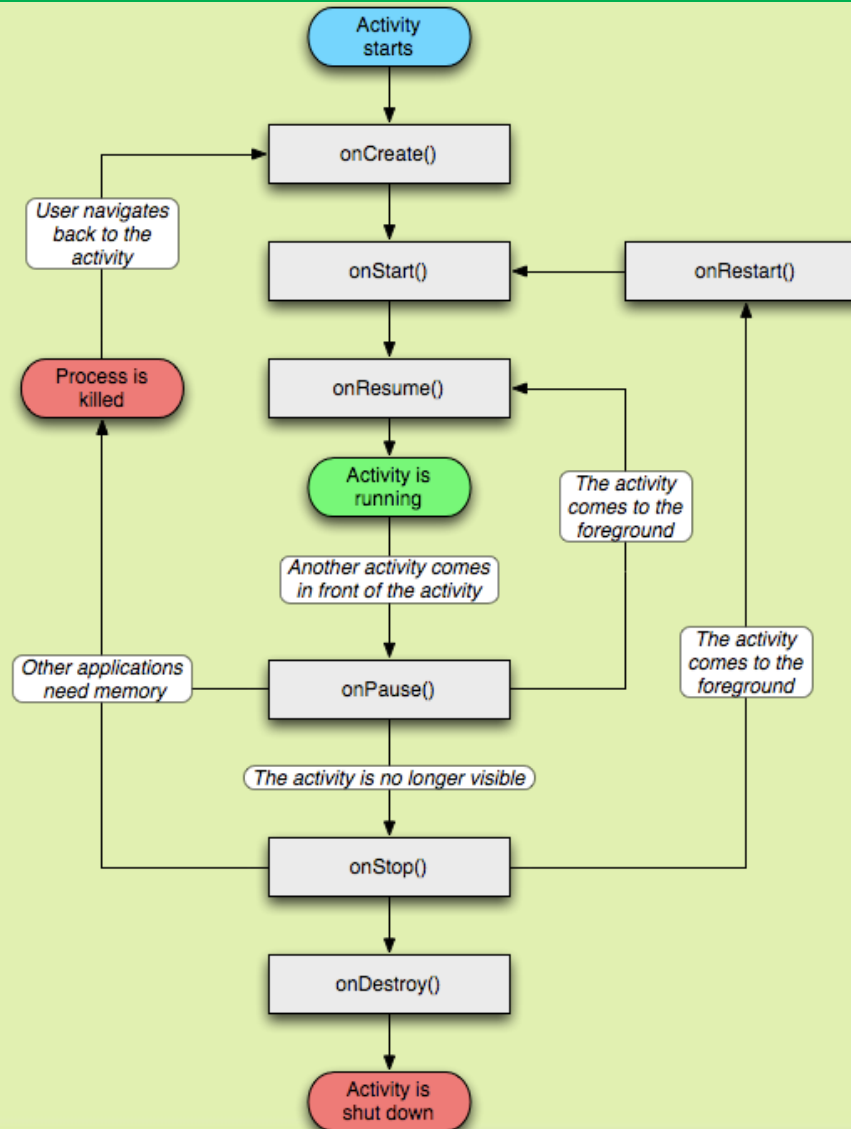 Activity
starts
onCreate()
User navigates
back to the
activity
onStart()
onRestart()
Process is
killed
onResume()
Activity is
running
The activity
comes to the
foreground
Another activity comes
in front of the activity
The activity
comes to the
foreground
Other applications
need memory
onPause()
The activity is no longer visible
onStop()
onDestroy()
Activity is
shut down